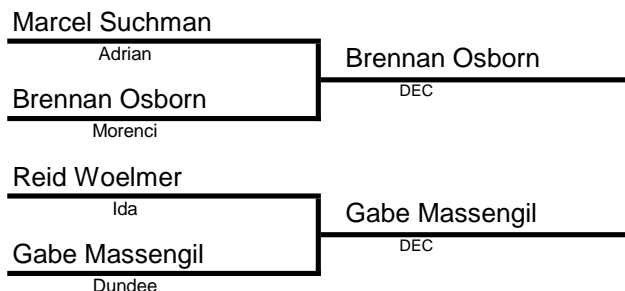 Marcel Suchman
Adrian
Brennan Osborn
DEC
Brennan Osborn
Morenci
Reid Woelmer
Ida
Gabe Massengil
DEC
Gabe Massengil
Dundee